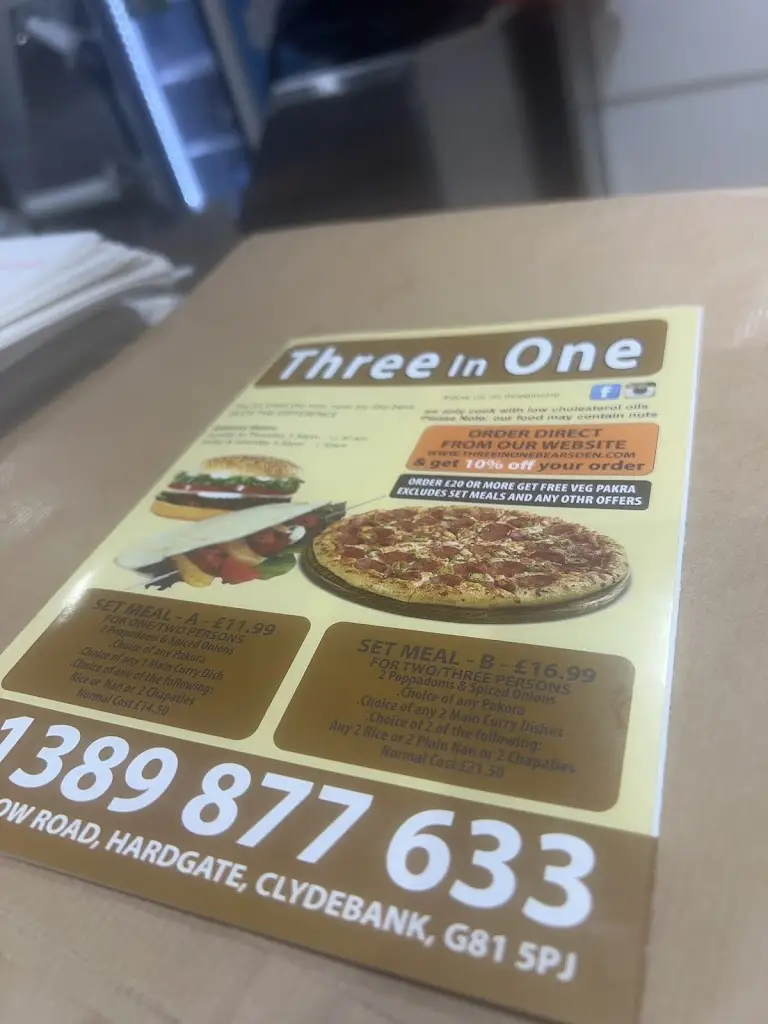 Three In One
we only cook with low cholesterol oils
Please Note: our food may contain nuts
ORDER DIRECT
FROM OUR WEBSITE
WWW.THREEINONEBEARSDEN.COM
& get 10% off your order
ORDER £20 OR MORE GET FREE VEG PAKRA
EXCLUDES SET MEALS AND ANY OTHR OFFERS
SET MEAL - A - £11.99
FOR ONE/TWO PERSONS
2 Poppadoms & Spiced Onions
.Choice of any Pakora
.Choice of any 1 Main Curry Dish
.Choice of any of the following:
Rice or Nan or 2 Chapaties
Normal Cost £14.50
SET MEAL - B - £16.99
FOR TWO/THREE PERSONS
2 Poppadoms & Spiced Onions
.Choice of any Pakora
.Choice of any 2 Main Curry Dishes
.Choice of 2 of the following:
Any 2 Rice or 2 Plain Nan or 2 Chapaties
Normal Cost £21.50
1389 877 633
OW ROAD, HARDGATE, CLYDEBANK, G81 5PJ